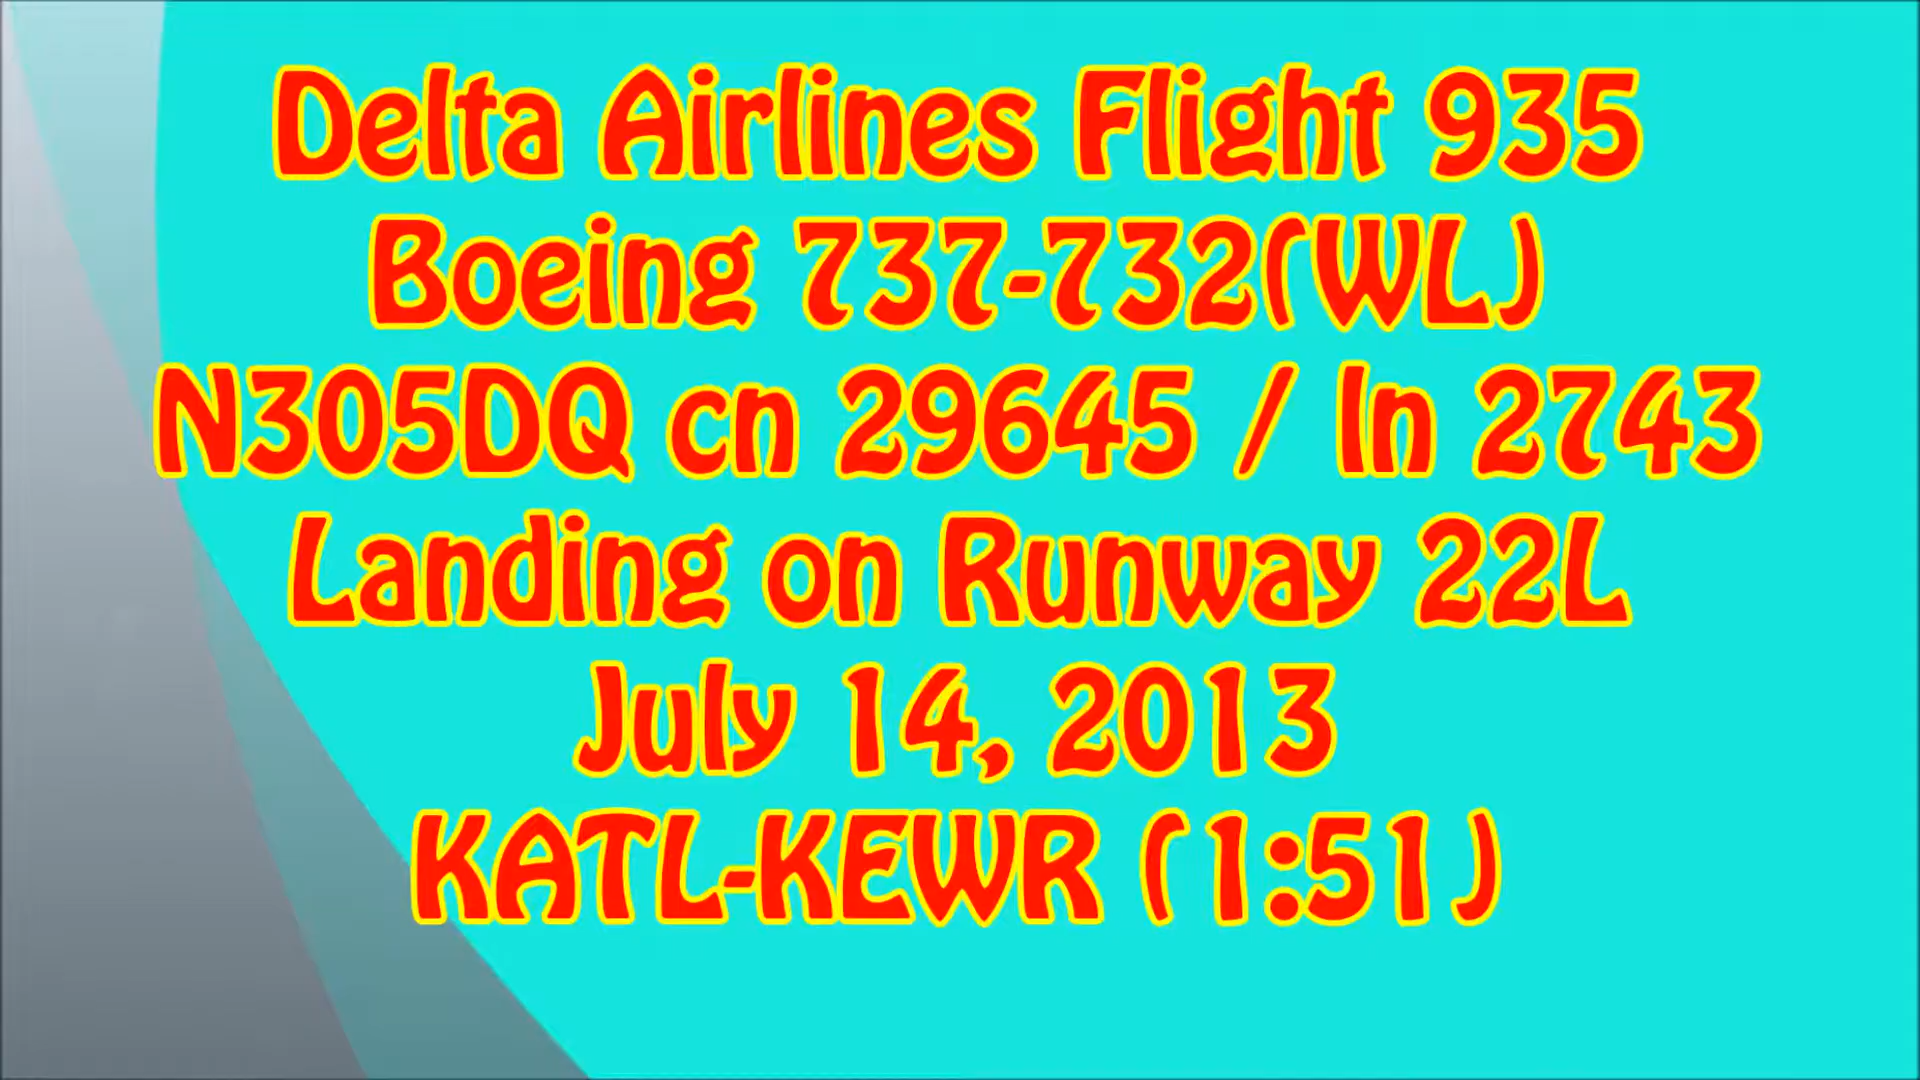 Delta Airlines Flight 935
Boeing 737-732(WL)
N305DQ cn 29645 / ln 2743
Landing on Runway 22L
July 14, 2013
KATL-KEWR (1:51)